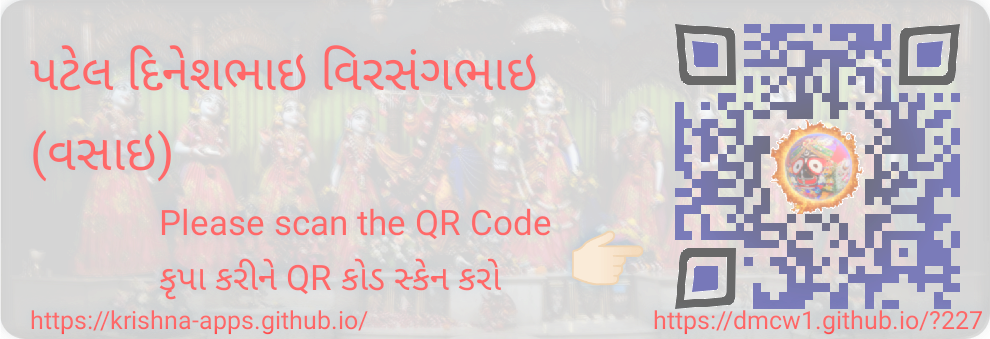 પટેલ દિનેશભાઇ વિરસંગભાઇ
(વસાઇ)
Please scan the QR Code
કૃપા કરીને QR કોડ સ્કેન કરો
https://krishna-apps.github.io/
https://dmcw1.github.io/?227